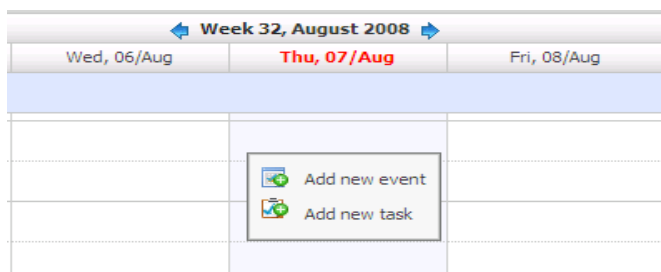 Week 32, August 2008
Wed, 06/Aug Thu, 07/Aug Fri, 08/Aug
Add new event
Add new task